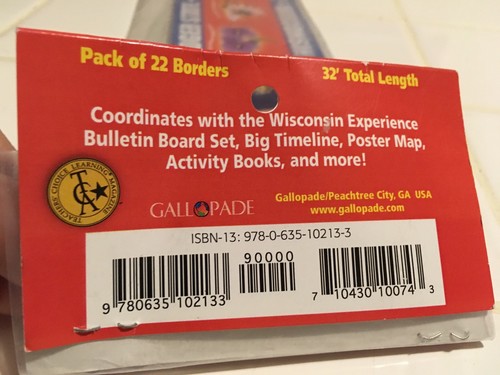 Pack of 22 Borders
32' Total Length
Coordinates with the Wisconsin Experience
Bulletin Board Set, Big Timeline, Poster Map,
Activity Books, and more!
TEACHERS' CHOICE LEARNING MAGAZINE
TCA
GALLOPADE
Gallopade/Peachtree City, GA USA
www.gallopade.com
ISBN-13: 978-0-635-10213-3
90000
9 780635 102133
7 10430 10074 3